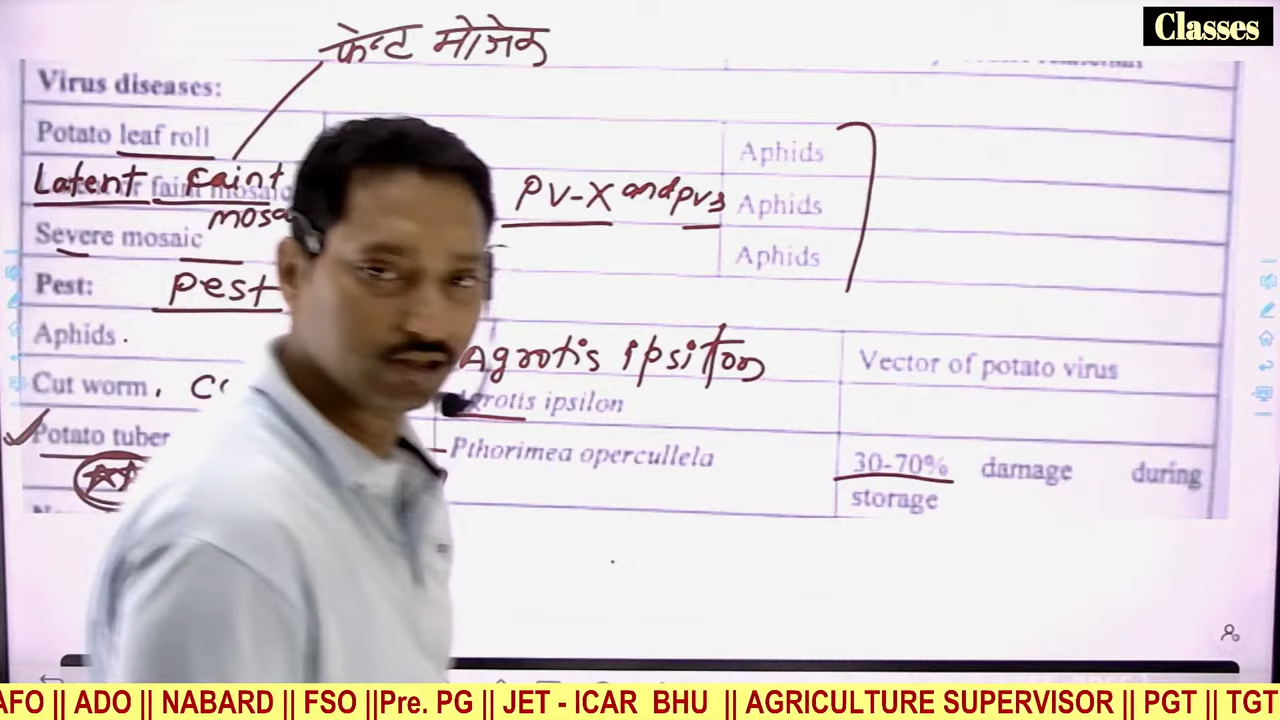 Classes
फेन्ट मोजेक
Virus diseases:
Potato leaf roll
Aphids
Latent faint mosaic
PV-X and PVS
Aphids
Severe mosaic
Aphids
Pest: Pest
Agrotis ipsilon
Aphids.
Vector of potato virus
Cut worm,
Agrotis ipsilon
Potato tuber
Pthorimea opercullela
30-70% damage during
storage
AFO || ADO || NABARD || FSO ||Pre. PG || JET - ICAR BHU || AGRICULTURE SUPERVISOR || PGT || TGT